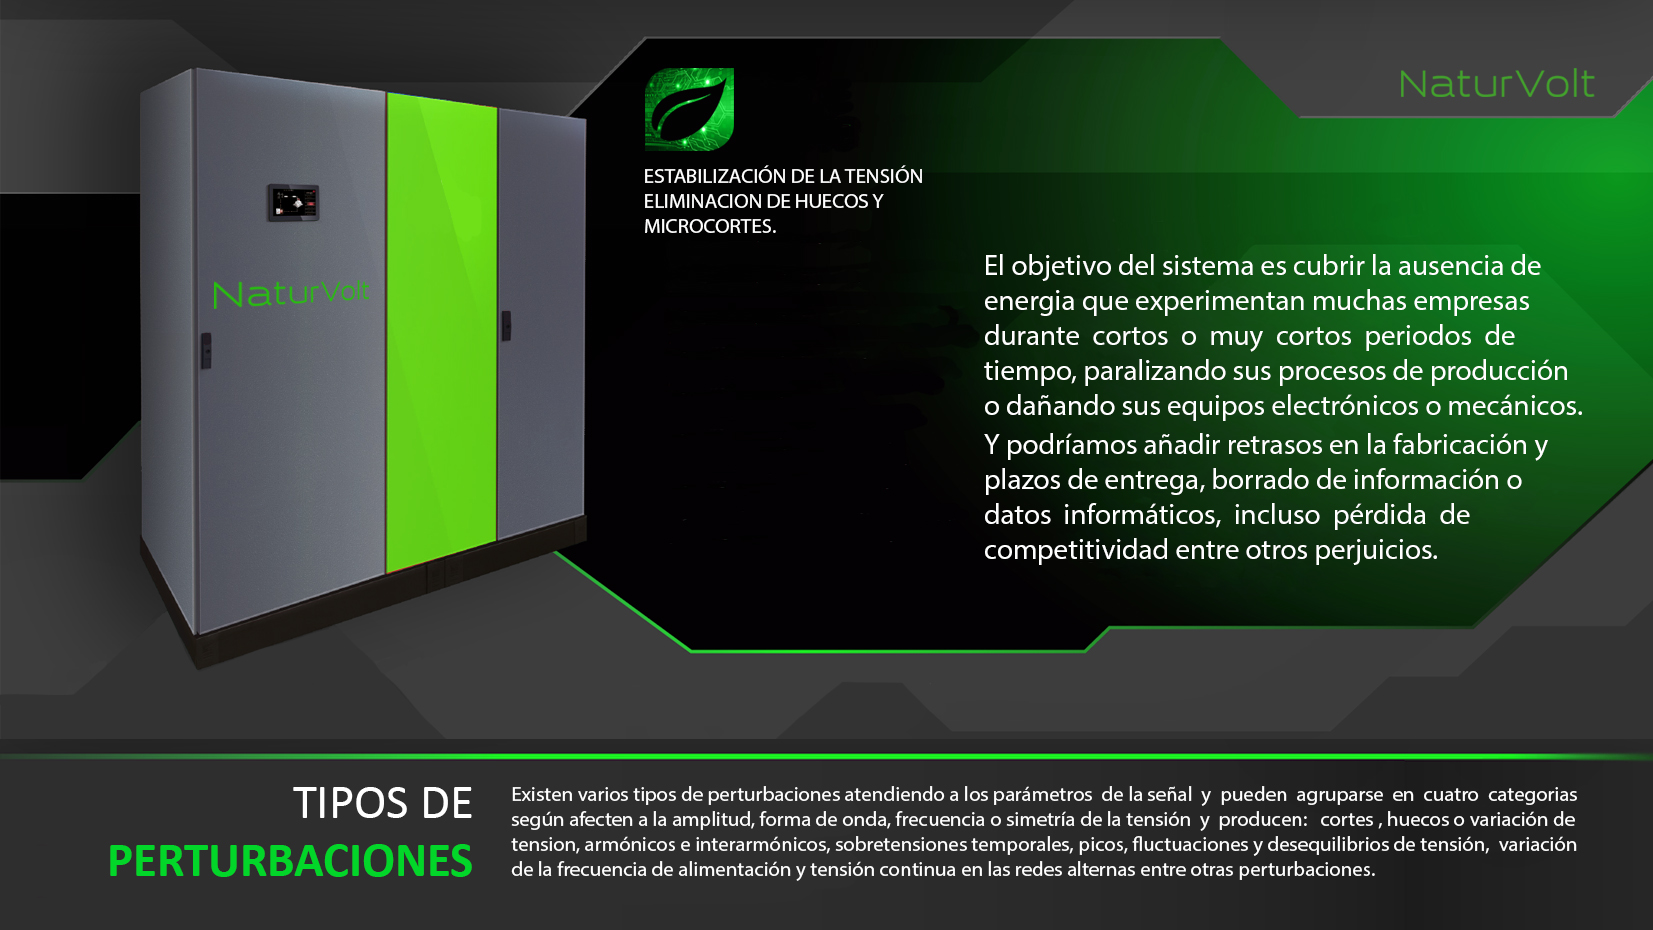 NaturVolt
NaturVolt
ESTABILIZACIÓN DE LA TENSIÓN
ELIMINACION DE HUECOS Y
MICROCORTES.
El objetivo del sistema es cubrir la ausencia de
energia que experimentan muchas empresas
durante cortos o muy cortos periodos de
tiempo, paralizando sus procesos de producción
o dañando sus equipos electrónicos o mecánicos.
Y podríamos añadir retrasos en la fabricación y
plazos de entrega, borrado de información o
datos informáticos, incluso pérdida de
competitividad entre otros perjuicios.
TIPOS DE
PERTURBACIONES
Existen varios tipos de perturbaciones atendiendo a los parámetros de la señal y pueden agruparse en cuatro categorias
según afecten a la amplitud, forma de onda, frecuencia o simetría de la tensión y producen: cortes , huecos o variación de
tension, armónicos e interarmónicos, sobretensiones temporales, picos, fluctuaciones y desequilibrios de tensión, variación
de la frecuencia de alimentación y tensión continua en las redes alternas entre otras perturbaciones.